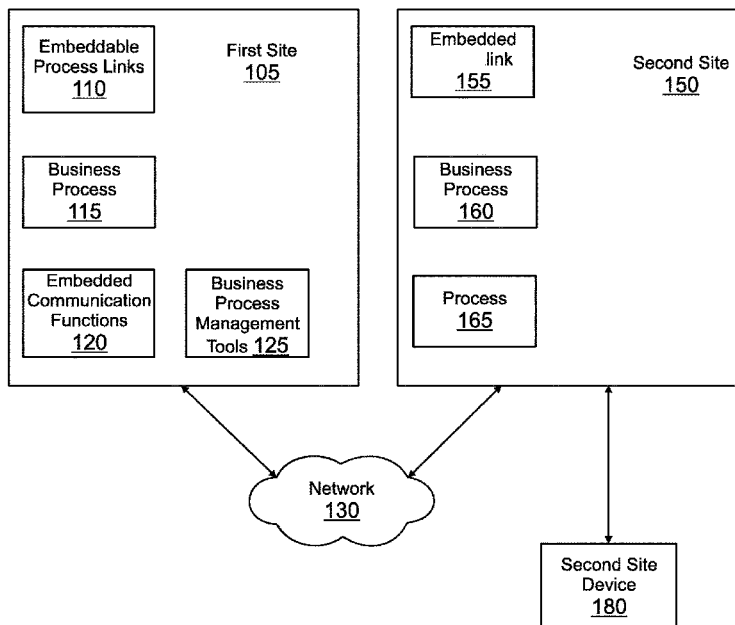 Embeddable
Process Links
110
First Site
105
Business
Process
115
Embedded
Communication
Functions
120
Business
Process
Management
Tools 125
Embedded
link
155
Second Site
150
Business
Process
160
Process
165
Network
130
Second Site
Device
180